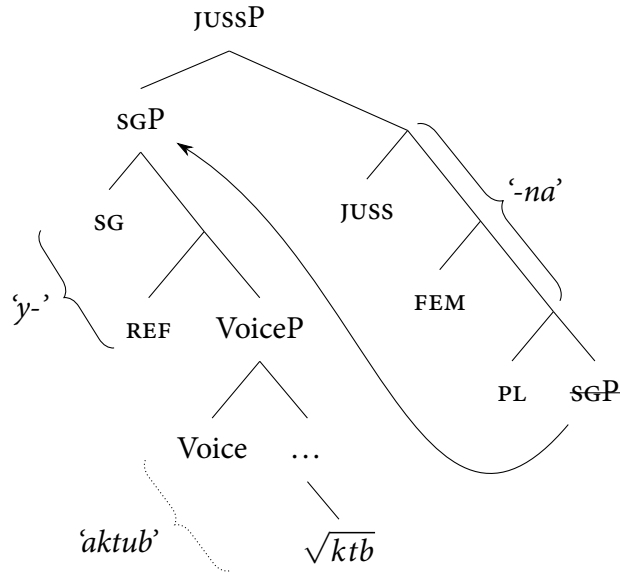 JUSSP
SGP
'-na'
SG
JUSS
'y-'
REF
VoiceP
FEM
PL
SGP
Voice
…
'aktub'
√ktb